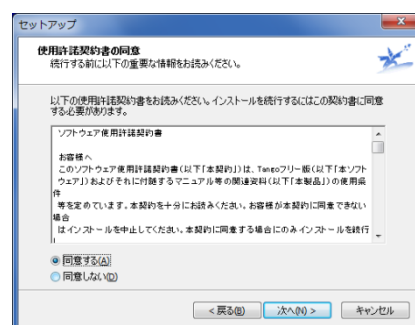 セットアップ
使用許諾契約書の同意
続行する前に以下の重要な情報をお読みください。
以下の使用許諾契約書をお読みください。インストールを続行するにはこの契約書に同意
する必要があります。
ソフトウェア使用許諾契約書
お客様へ
このソフトウェア使用許諾契約書(以下「本契約」)は、Tangoフリー版(以下「本ソフト
ウェア」)およびそれに付随するマニュアル等の関連資料(以下「本製品」)の使用条
件
等を定めています。本契約を十分にお読みください。お客様が本契約に同意できない
場合
はインストールを中止してください。本契約に同意する場合にのみインストールを続行
同意する(A)
同意しない(D)
< 戻る(B)
次へ(N) >
キャンセル